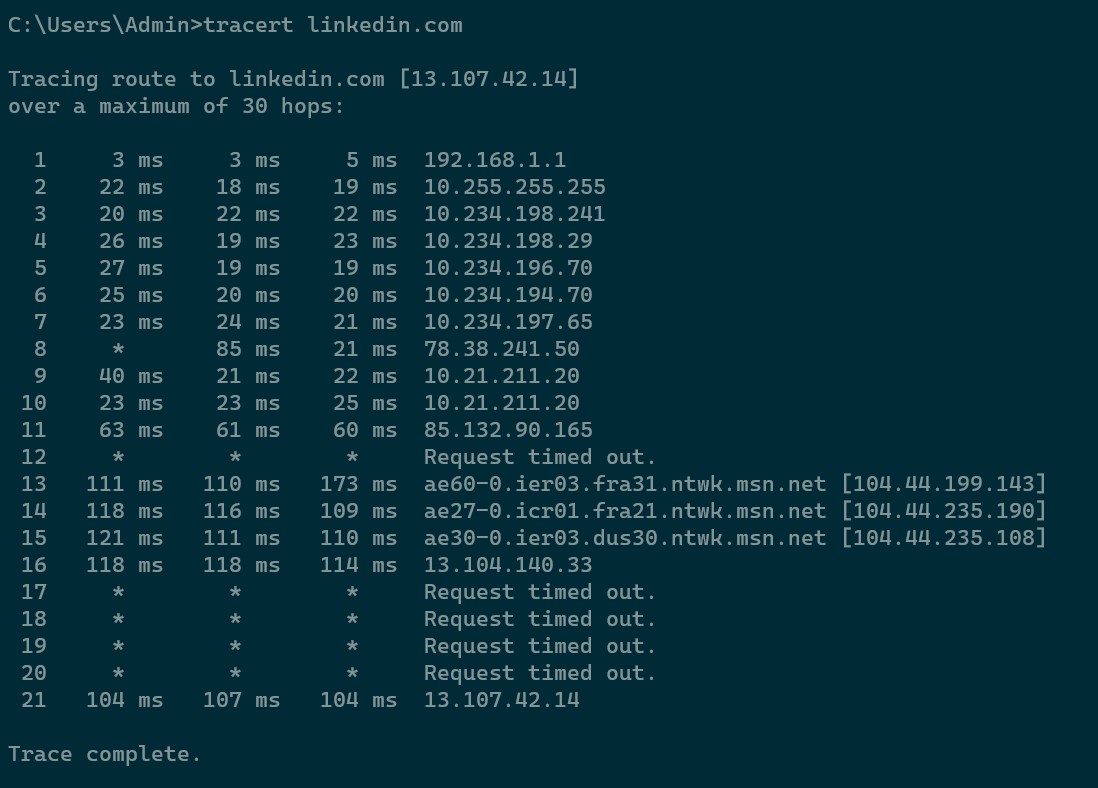 C:\Users\Admin>tracert linkedin.com
Tracing route to linkedin.com [13.107.42.14]
over a maximum of 30 hops:
1 3 ms 3 ms 5 ms 192.168.1.1
2 22 ms 18 ms 19 ms 10.255.255.255
3 20 ms 22 ms 22 ms 10.234.198.241
4 26 ms 19 ms 23 ms 10.234.198.29
5 27 ms 19 ms 19 ms 10.234.196.70
6 25 ms 20 ms 20 ms 10.234.194.70
7 23 ms 24 ms 21 ms 10.234.197.65
8 * 85 ms 21 ms 78.38.241.50
9 40 ms 21 ms 22 ms 10.21.211.20
10 23 ms 23 ms 25 ms 10.21.211.20
11 63 ms 61 ms 60 ms 85.132.90.165
12 * * * Request timed out.
13 111 ms 110 ms 173 ms ae60-0.ier03.fra31.ntwk.msn.net [104.44.199.143]
14 118 ms 116 ms 109 ms ae27-0.icr01.fra21.ntwk.msn.net [104.44.235.190]
15 121 ms 111 ms 110 ms ae30-0.ier03.dus30.ntwk.msn.net [104.44.235.108]
16 118 ms 118 ms 114 ms 13.104.140.33
17 * * * Request timed out.
18 * * * Request timed out.
19 * * * Request timed out.
20 * * * Request timed out.
21 104 ms 107 ms 104 ms 13.107.42.14
Trace complete.